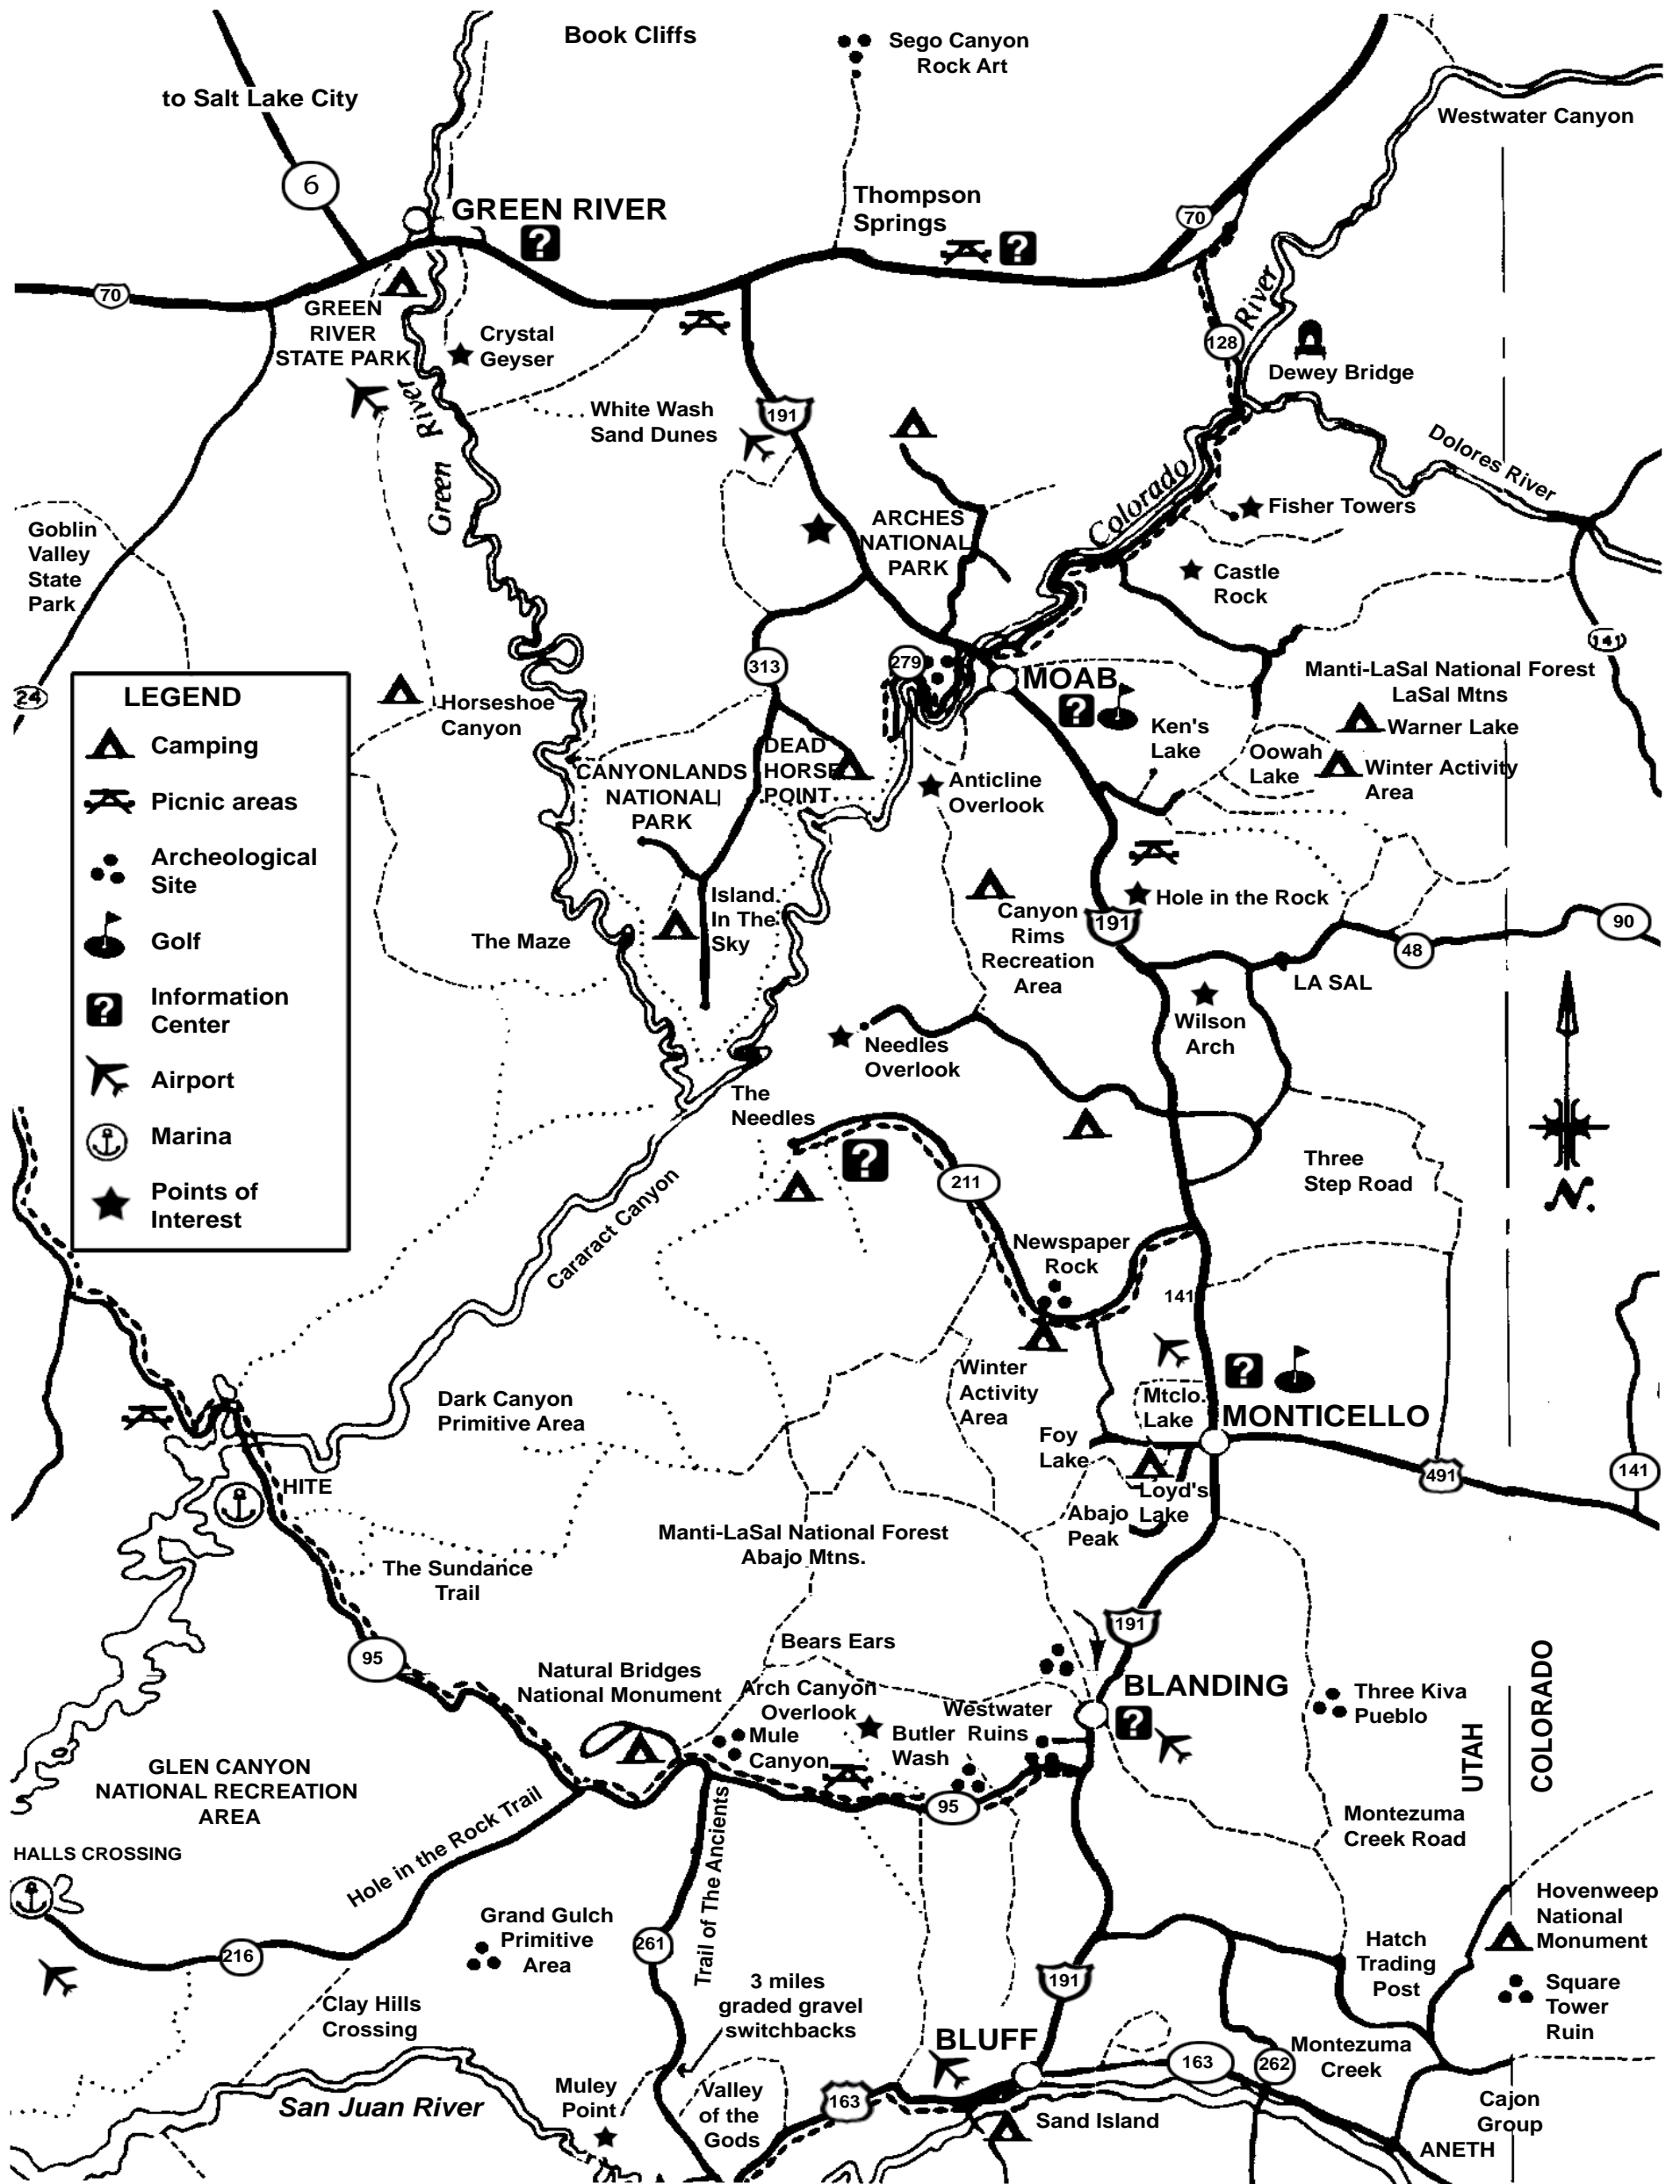 Book Cliffs
Sego Canyon
Rock Art
to Salt Lake City
Westwater Canyon
6
GREEN RIVER
?
Thompson
Springs
?
70
70
GREEN
RIVER
STATE PARK
Crystal
Geyser
River
128
Dewey Bridge
River
Green
White Wash
Sand Dunes
191
Dolores River
Colorado
Fisher Towers
ARCHES
NATIONAL
PARK
Goblin
Valley
State
Park
Castle
Rock
141
24
313
279
MOAB
?
Manti-LaSal National Forest
LaSal Mtns
Warner Lake
Horseshoe
Canyon
Ken's
Lake
Oowah
Lake
Winter Activity
Area
LEGEND
Camping
Picnic areas
Archeological
Site
Golf
?
Information
Center
Airport
Marina
Points of
Interest
CANYONLANDS
NATIONAL
PARK
DEAD
HORSE
POINT
Anticline
Overlook
Hole in the Rock
191
Canyon
Rims
Recreation
Area
Island
In The
Sky
The Maze
90
48
LA SAL
Wilson
Arch
Needles
Overlook
The
Needles
?
211
Three
Step Road
N.
Cararact Canyon
Newspaper
Rock
141
Winter
Activity
Area
?
Mtclo.
Lake
MONTICELLO
Dark Canyon
Primitive Area
Foy
Lake
491
141
HITE
Loyd's
Lake
Abajo
Peak
Manti-LaSal National Forest
Abajo Mtns.
The Sundance
Trail
95
191
Bears Ears
Natural Bridges
National Monument
Arch Canyon
Overlook
BLANDING
?
Westwater
Ruins
Butler
Wash
Mule
Canyon
Three Kiva
Pueblo
UTAH
COLORADO
GLEN CANYON
NATIONAL RECREATION
AREA
95
Montezuma
Creek Road
HALLS CROSSING
Hole in the Rock Trail
Trail of The Ancients
Hovenweep
National
Monument
216
Grand Gulch
Primitive
Area
261
Hatch
Trading
Post
191
Square
Tower
Ruin
3 miles
graded gravel
switchbacks
Clay Hills
Crossing
BLUFF
163
262
Montezuma
Creek
San Juan River
Muley
Point
Valley
of the
Gods
163
Sand Island
Cajon
Group
ANETH